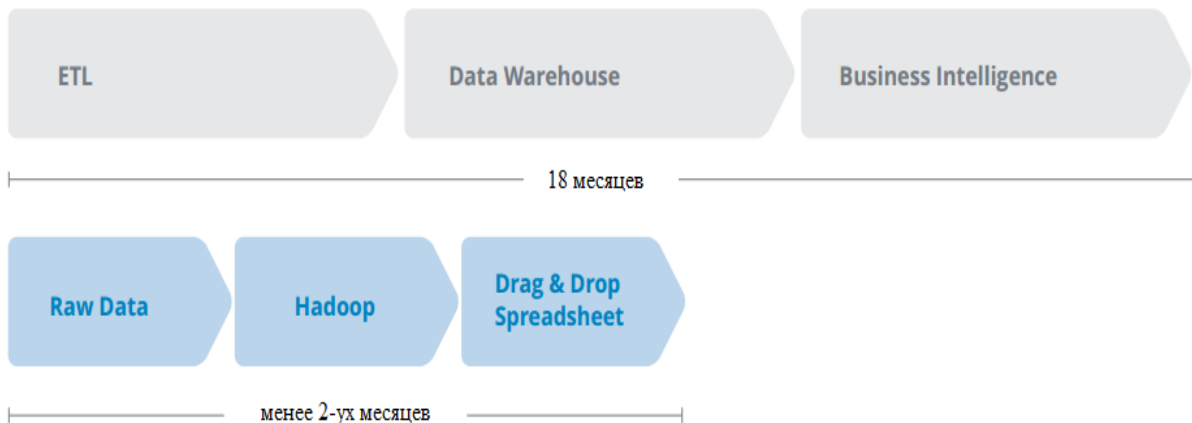 ETL
Data Warehouse
Business Intelligence
18 месяцев
Raw Data
Hadoop
Drag & Drop
Spreadsheet
менее 2-ух месяцев